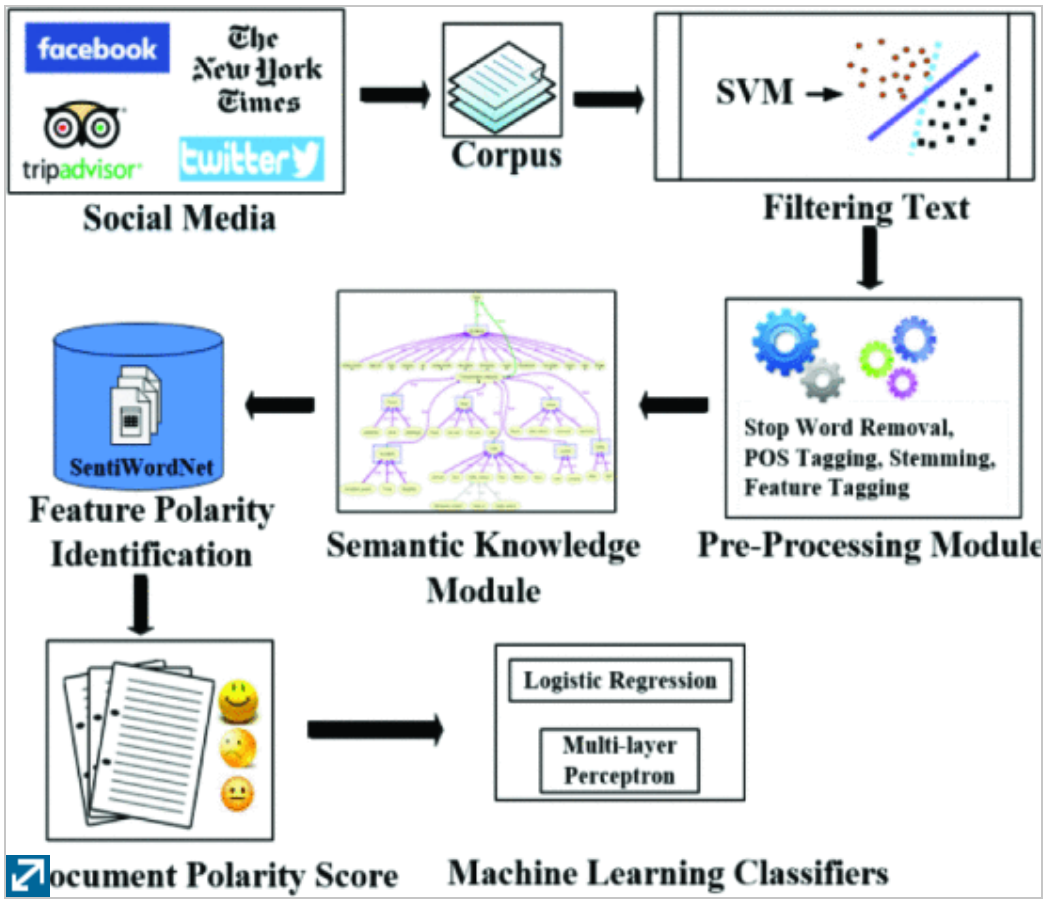 facebook
The
New York
Times
tripadvisor®
twitter
Social Media
Corpus
SVM
Filtering Text
Stop Word Removal,
POS Tagging, Stemming,
Feature Tagging
Pre-Processing Module
Semantic Knowledge
Module
SentiWordNet
Feature Polarity
Identification
ocument Polarity Score
Logistic Regression
Multi-layer
Perceptron
Machine Learning Classifiers